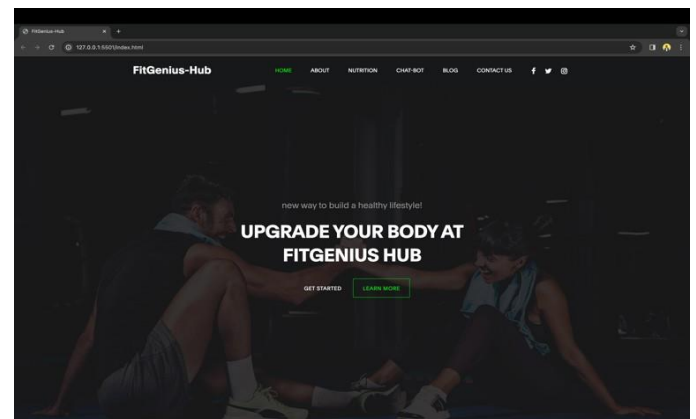 FitGenius-Hub
127.0.0.1:5501/index.html
FitGenius-Hub
HOME ABOUT NUTRITION CHAT-BOT BLOG CONTACT US
new way to build a healthy lifestyle!
UPGRADE YOUR BODY AT
FITGENIUS HUB
GET STARTED LEARN MORE